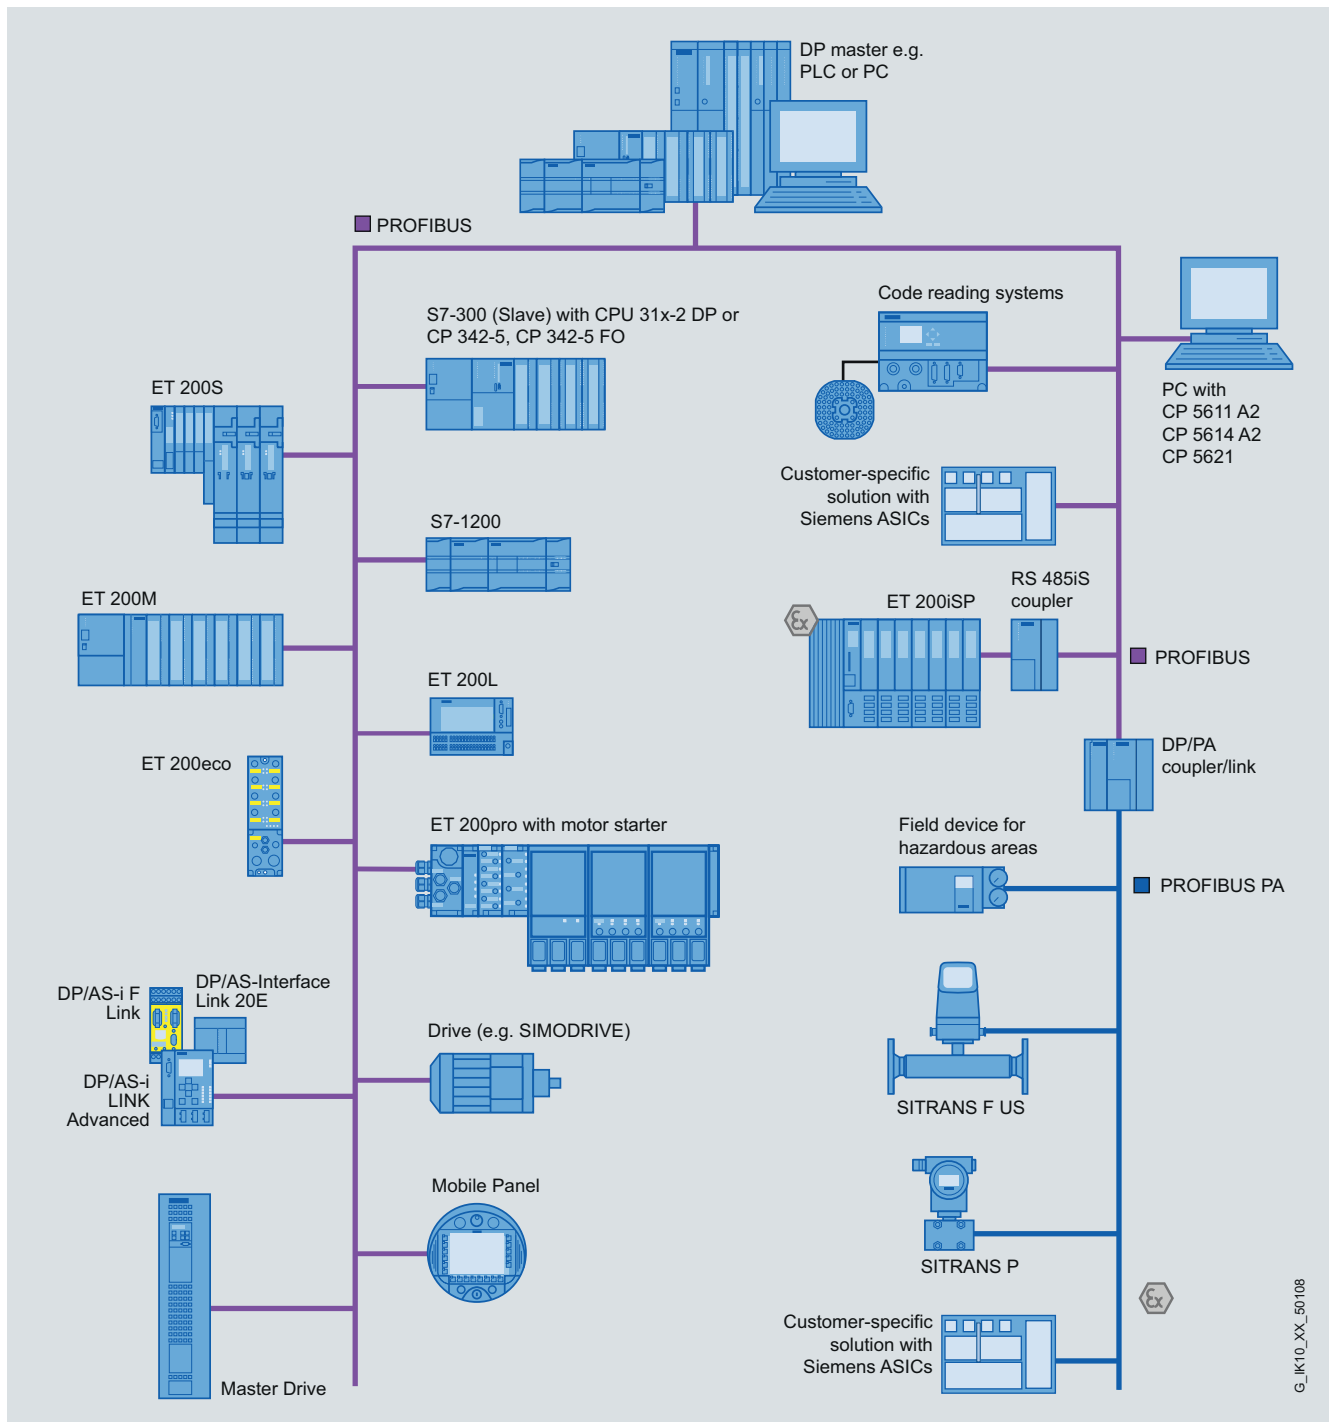 DP master e.g.
PLC or PC
PROFIBUS
Code reading systems
S7-300 (Slave) with CPU 31x-2 DP or
CP 342-5, CP 342-5 FO
ET 200S
PC with
CP 5611 A2
CP 5614 A2
CP 5621
Customer-specific
solution with
Siemens ASICs
S7-1200
RS 485iS
coupler
ET 200M
ET 200iSP
Ex
PROFIBUS
ET 200L
DP/PA
coupler/link
ET 200eco
ET 200pro with motor starter
Field device for
hazardous areas
PROFIBUS PA
DP/AS-Interface
Link 20E
DP/AS-i F
Link
Drive (e.g. SIMODRIVE)
DP/AS-i
LINK
Advanced
SITRANS F US
Mobile Panel
SITRANS P
Ex
Customer-specific
solution with
Siemens ASICs
Master Drive
G_IK10_XX_50108